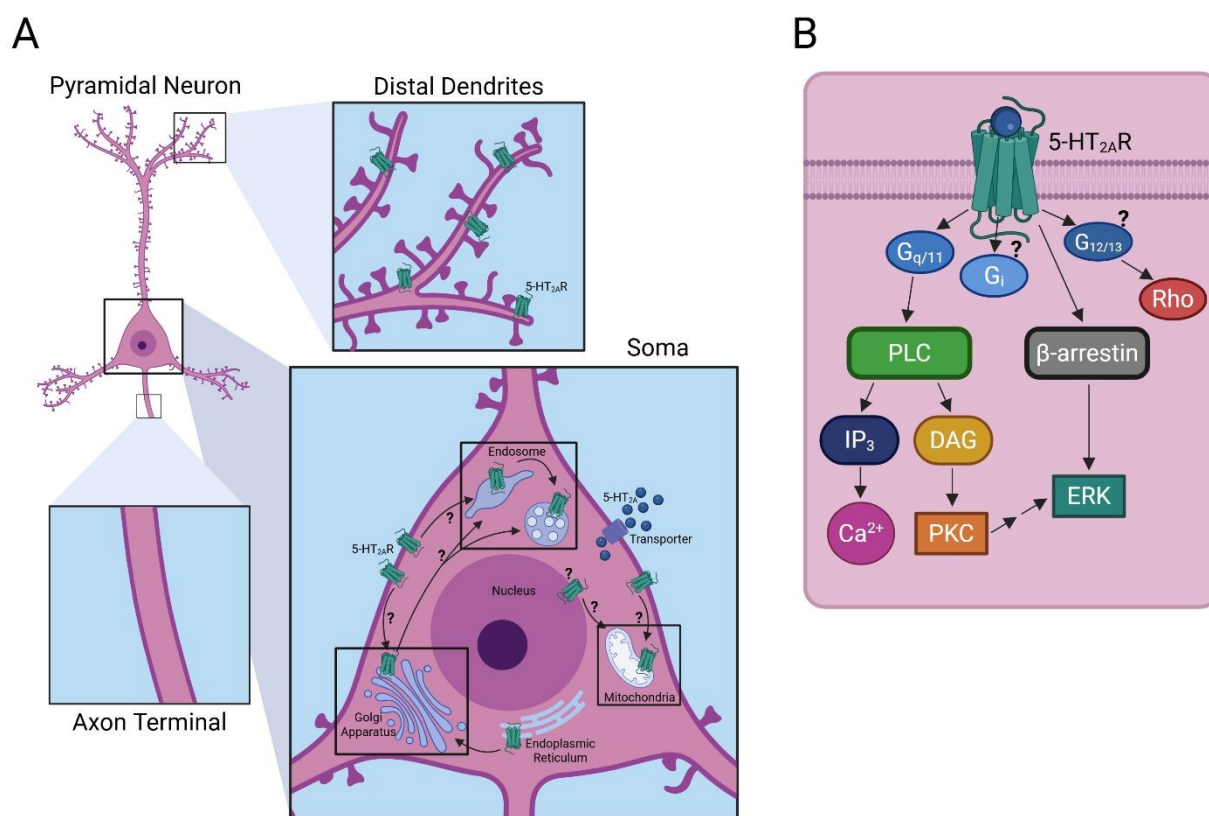 A
Pyramidal Neuron
Distal Dendrites
5-HT2AR
Soma
Endosome
5-HT2A
?
Transporter
5-HT2AR
?
Nucleus
?
?
?
?
Mitochondria
Golgi
Apparatus
Endoplasmic
Reticulum
Axon Terminal
B
5-HT2AR
?
Gq/11
?
Gi
G12/13
Rho
PLC
β-arrestin
IP3
DAG
ERK
Ca2+
PKC